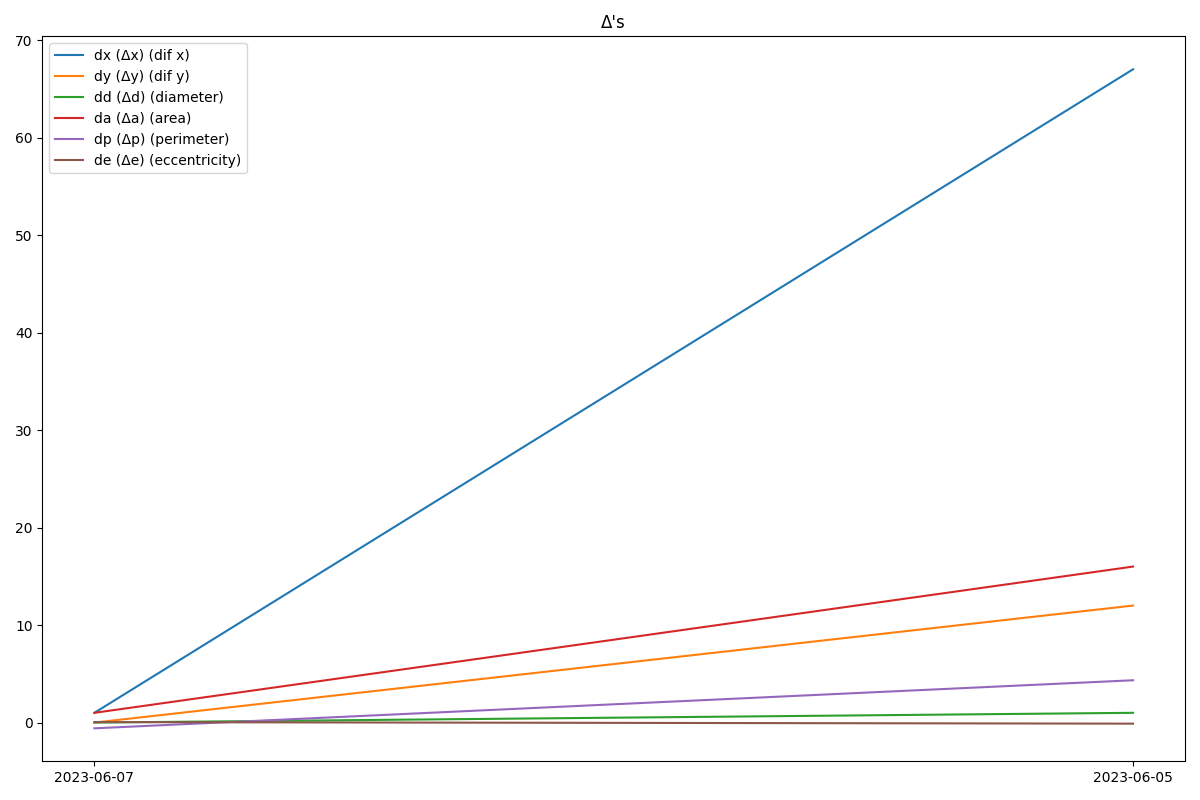 Δ's
70
60
50
40
30
20
10
0
dx (Δx) (dif x)
dy (Δy) (dif y)
dd (Δd) (diameter)
da (Δa) (area)
dp (Δp) (perimeter)
de (Δe) (eccentricity)
2023-06-07
2023-06-05